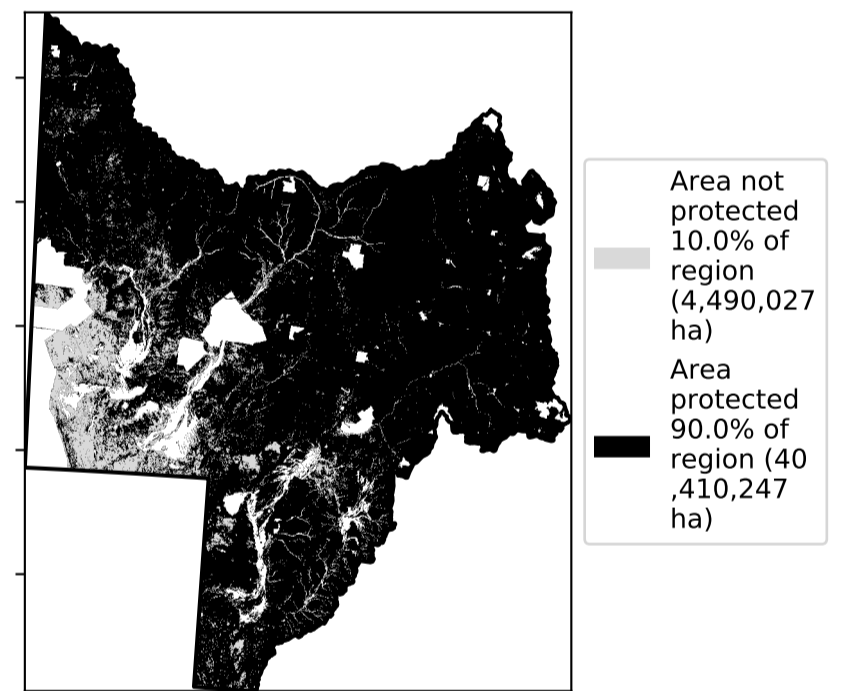 Area not
protected
10.0% of
region
(4,490,027
ha)
Area
protected
90.0% of
region (40
,410,247
ha)